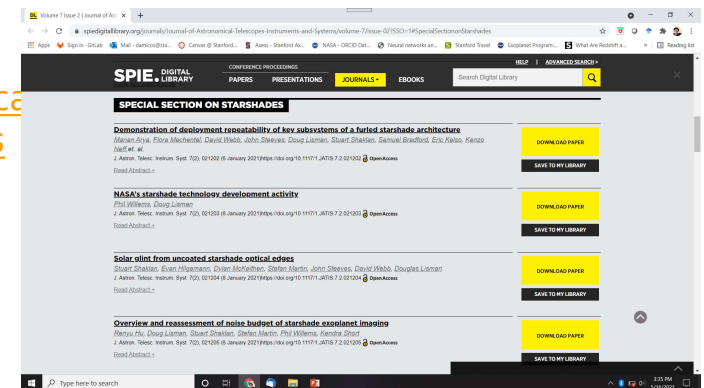 ca
s
Volume 7 Issue 2 | Journal of As
spiedigitallibrary.org/journals/Journal-of-Astronomical-Telescopes-Instruments-and-Systems/volume-7/issue-02?SSO=1#SpecialSectiononStarshades
Apps Sign in · GitLab Mail - damicos@sta... Canvas @ Stanford... Axess - Stanford Ax... NASA - ORCID Dat... Neural networks an... Stanford Travel Exoplanet Program... What Are Redshift a... » Reading list
HELP | ADVANCED SEARCH >
SPIE. DIGITAL LIBRARY
CONFERENCE PROCEEDINGS
PAPERS PRESENTATIONS JOURNALS EBOOKS
Search Digital Library
SPECIAL SECTION ON STARSHADES
Demonstration of deployment repeatability of key subsystems of a furled starshade architecture
Manan Arya, Flora Mechentel, David Webb, John Steeves, Doug Lisman, Stuart Shaklan, Samuel Bradford, Eric Kelso, Kenzo
Neff, et. al.
J. Astron. Telesc. Instrum. Syst. 7(2), 021202 (6 January 2021)https://doi.org/10.1117/1.JATIS.7.2.021202 Open Access
Read Abstract +
DOWNLOAD PAPER
SAVE TO MY LIBRARY
NASA's starshade technology development activity
Phil Willems, Doug Lisman
J. Astron. Telesc. Instrum. Syst. 7(2), 021203 (6 January 2021)https://doi.org/10.1117/1.JATIS.7.2.021203 Open Access
Read Abstract +
DOWNLOAD PAPER
SAVE TO MY LIBRARY
Solar glint from uncoated starshade optical edges
Stuart Shaklan, Evan Hilgemann, Dylan McKeithen, Stefan Martin, John Steeves, David Webb, Douglas Lisman
J. Astron. Telesc. Instrum. Syst. 7(2), 021204 (6 January 2021)https://doi.org/10.1117/1.JATIS.7.2.021204 Open Access
Read Abstract +
DOWNLOAD PAPER
SAVE TO MY LIBRARY
Overview and reassessment of noise budget of starshade exoplanet imaging
Renyu Hu, Doug Lisman, Stuart Shaklan, Stefan Martin, Phil Willems, Kendra Short
J. Astron. Telesc. Instrum. Syst. 7(2), 021205 (6 January 2021)https://doi.org/10.1117/1.JATIS.7.2.021205 Open Access
Read Abstract +
DOWNLOAD PAPER
SAVE TO MY LIBRARY
Type here to search
3:35 PM
5/16/2021